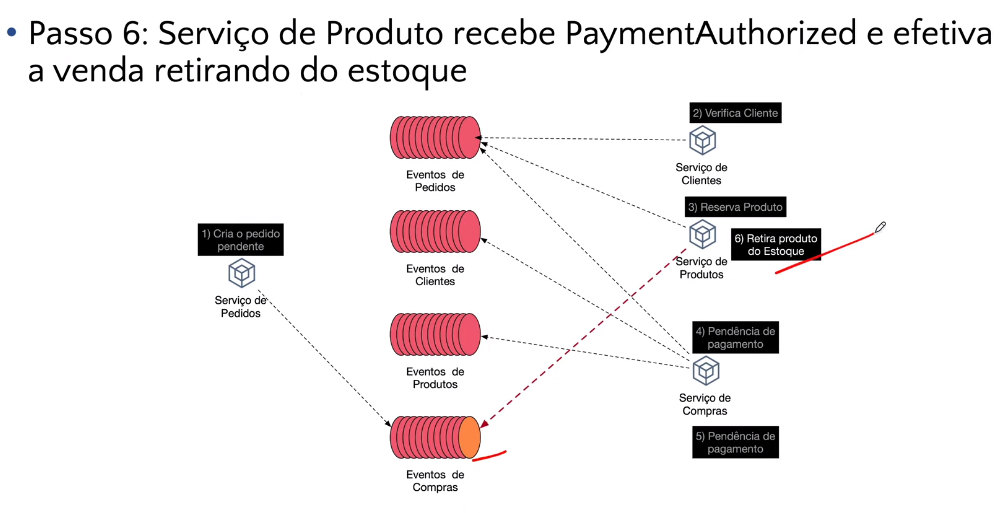 • Passo 6: Serviço de Produto recebe PaymentAuthorized e efetiva
a venda retirando do estoque
2) Verifica Cliente
Serviço de
Clientes
Eventos de
Pedidos
3) Reserva Produto
6) Retira produto
do Estoque
Serviço de
Produtos
1) Cria o pedido
pendente
Serviço de
Pedidos
Eventos de
Clientes
4) Pendência de
pagamento
Serviço de
Compras
Eventos de
Produtos
5) Pendência de
pagamento
Eventos de
Compras